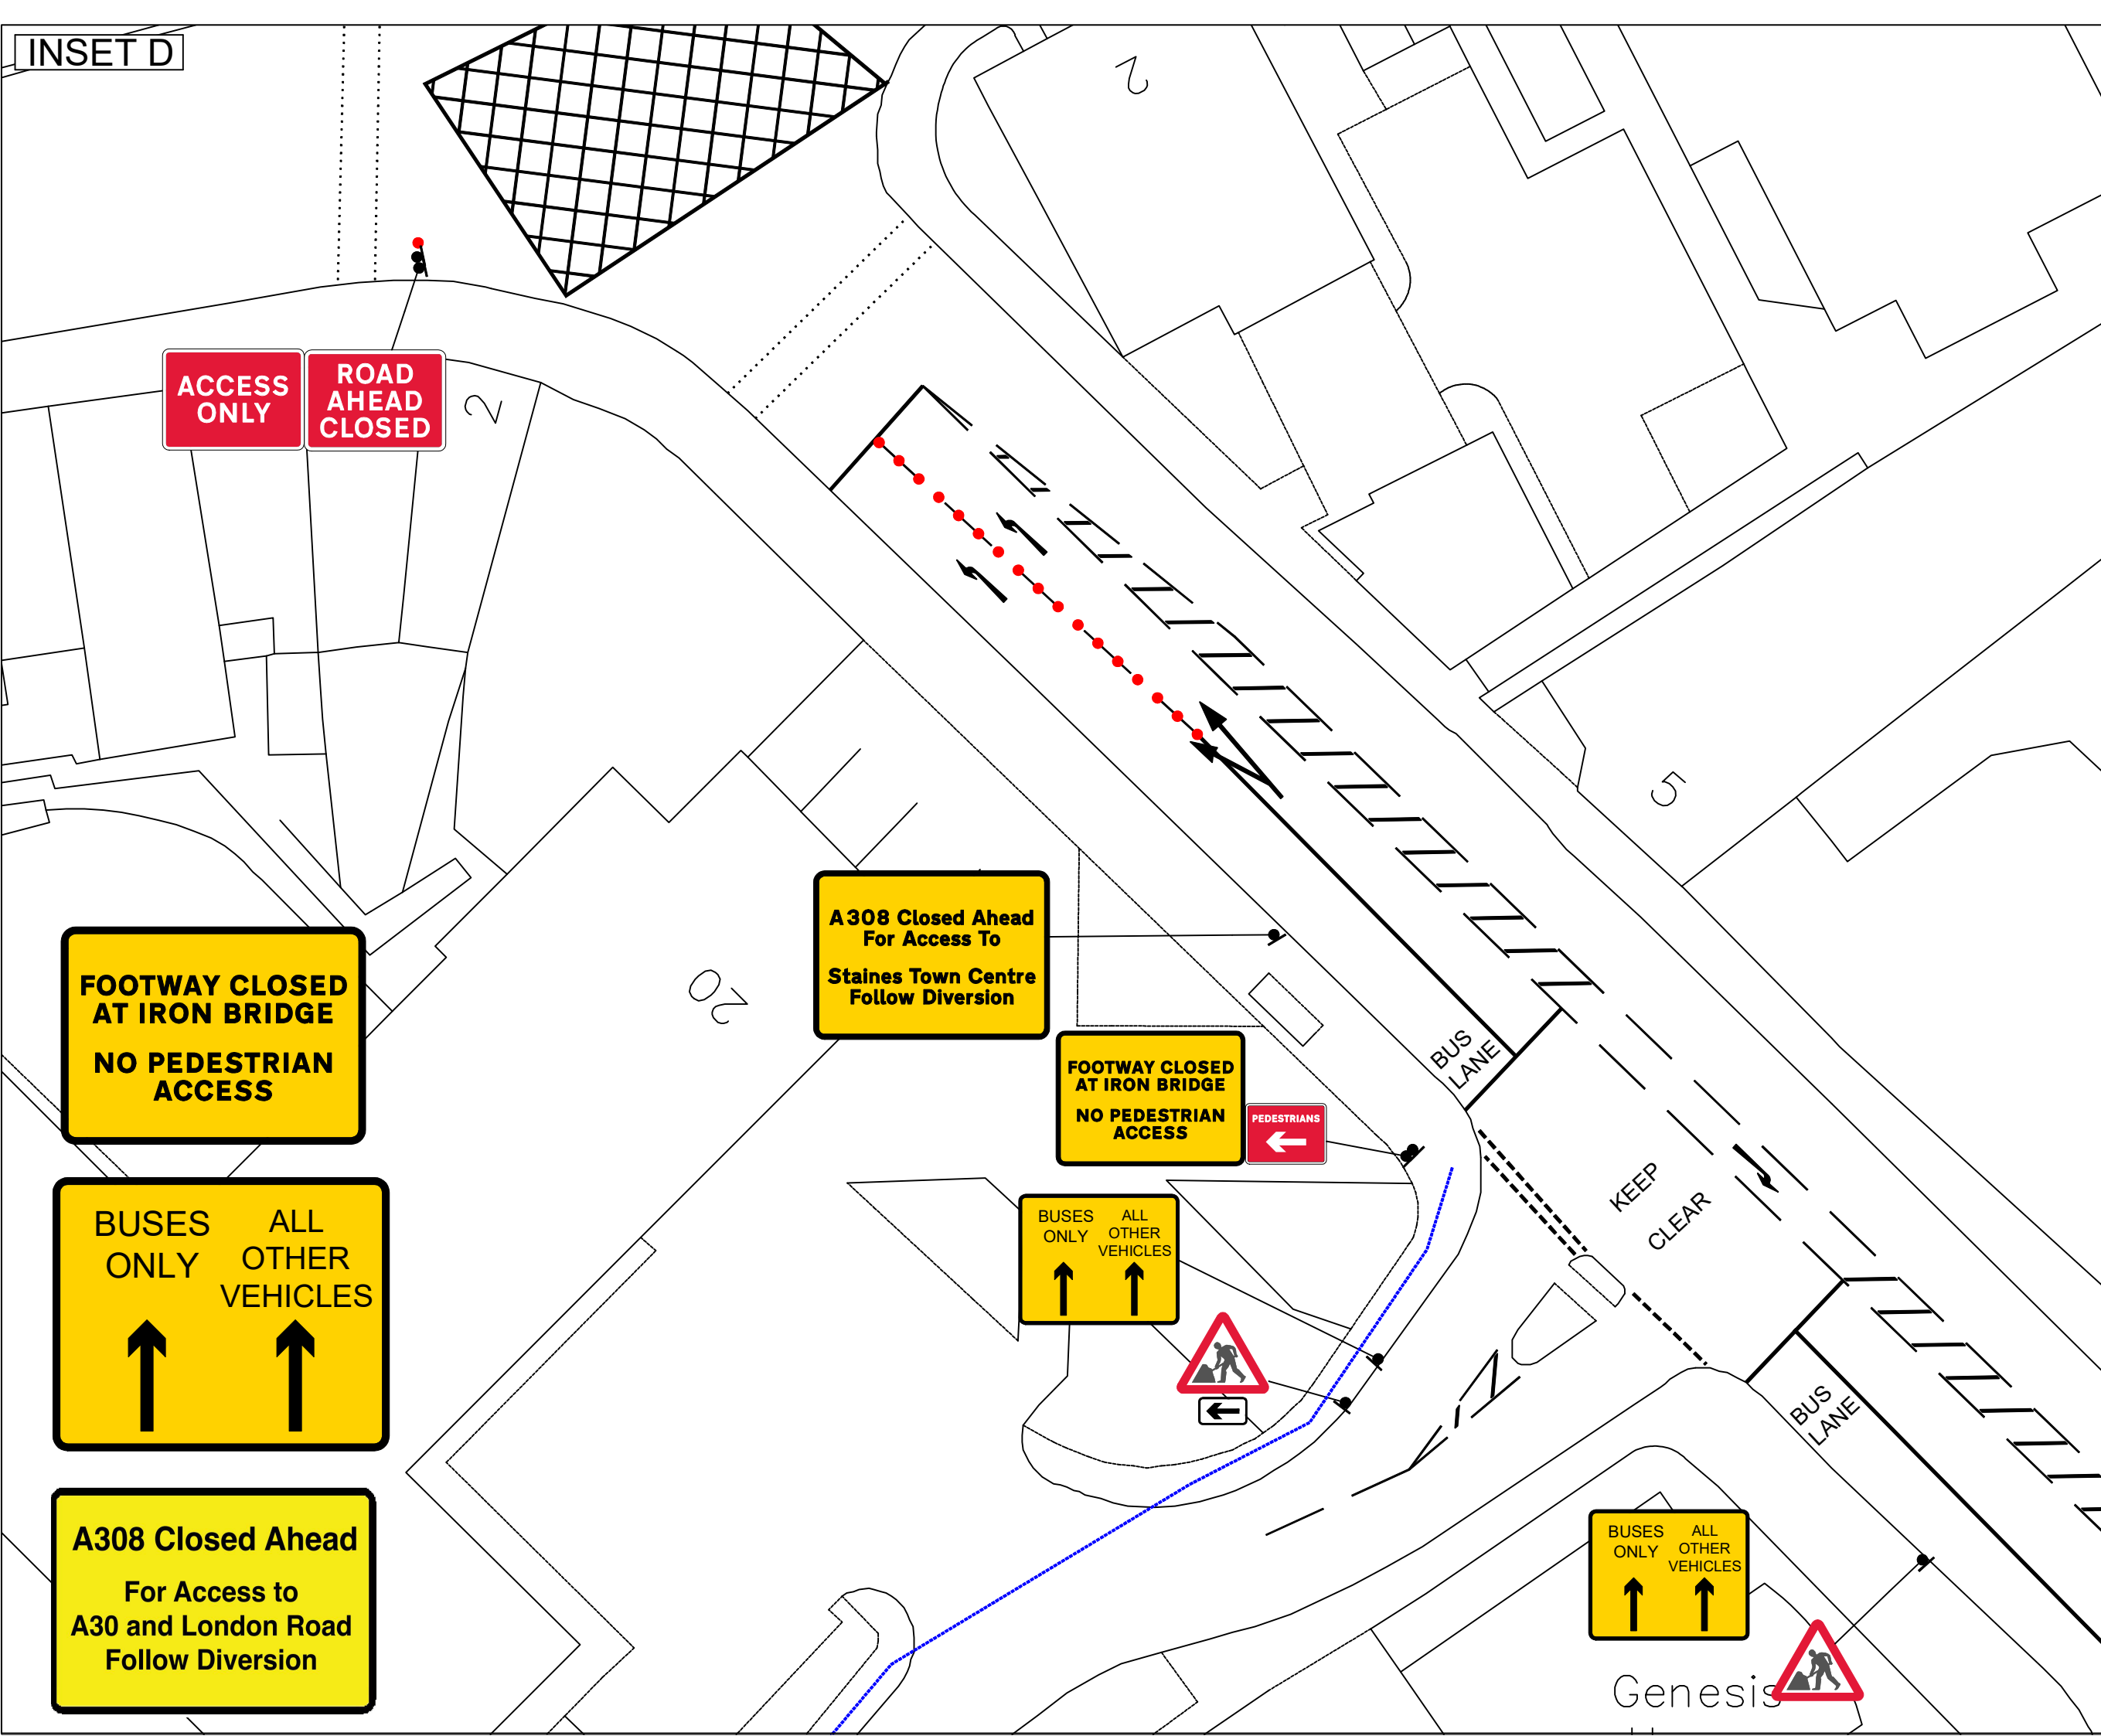 INSET D
2
ACCESS
ONLY
ROAD
AHEAD
CLOSED
2
5
A308 Closed Ahead
For Access To
Staines Town Centre
Follow Diversion
20
FOOTWAY CLOSED
AT IRON BRIDGE
NO PEDESTRIAN
ACCESS
BUS
LANE
FOOTWAY CLOSED
AT IRON BRIDGE
NO PEDESTRIAN
ACCESS
PEDESTRIANS
KEEP
CLEAR
BUSES
ONLY
ALL
OTHER
VEHICLES
BUSES
ONLY
ALL
OTHER
VEHICLES
BUS
LANE
A308 Closed Ahead
For Access to
A30 and London Road
Follow Diversion
BUSES
ONLY
ALL
OTHER
VEHICLES
Genesis